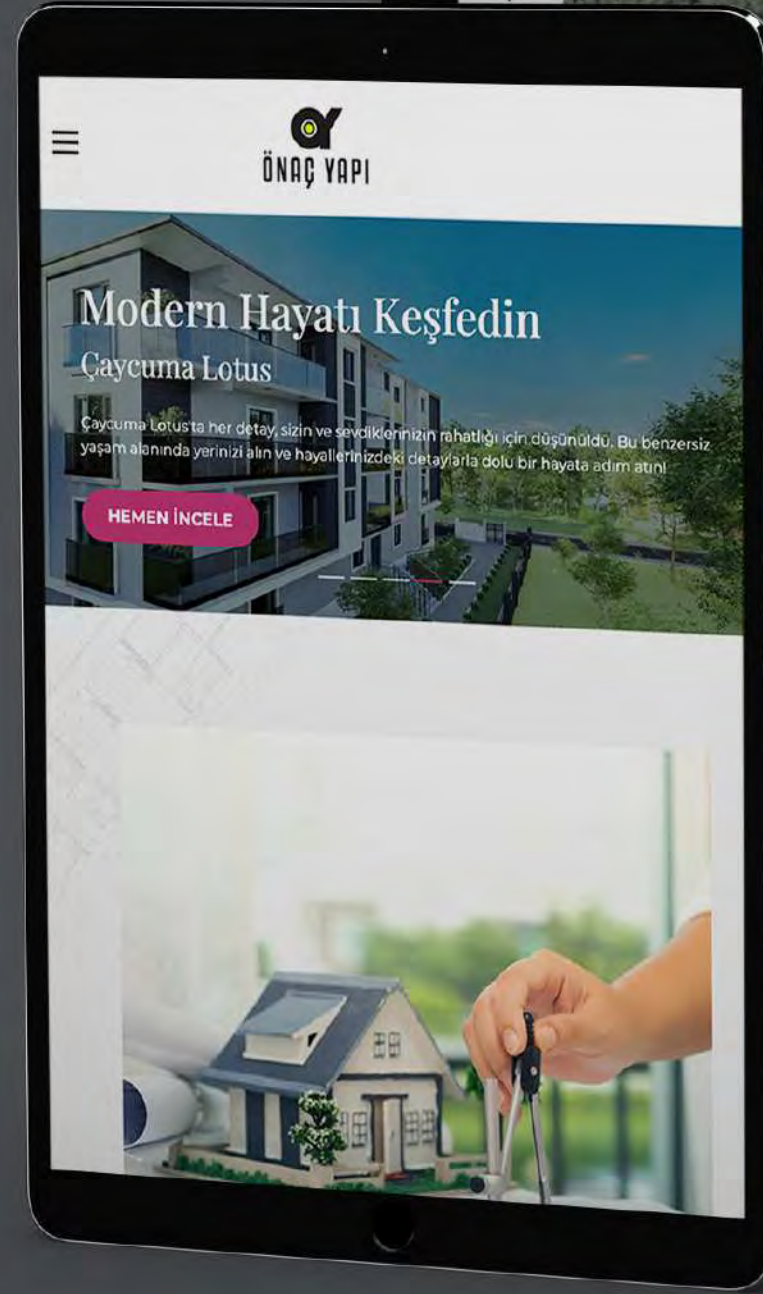 ÖNAÇ YAPI
Modern Hayatı Keşfedin
Çaycuma Lotus
Çaycuma Lotus'ta her detay, sizin ve sevdiklerinizin rahatlığı için düşünüldü. Bu benzersiz
yaşam alanında yerinizi alın ve hayallerinizdeki detaylarla dolu bir hayata adım atın!
HEMEN İNCELE